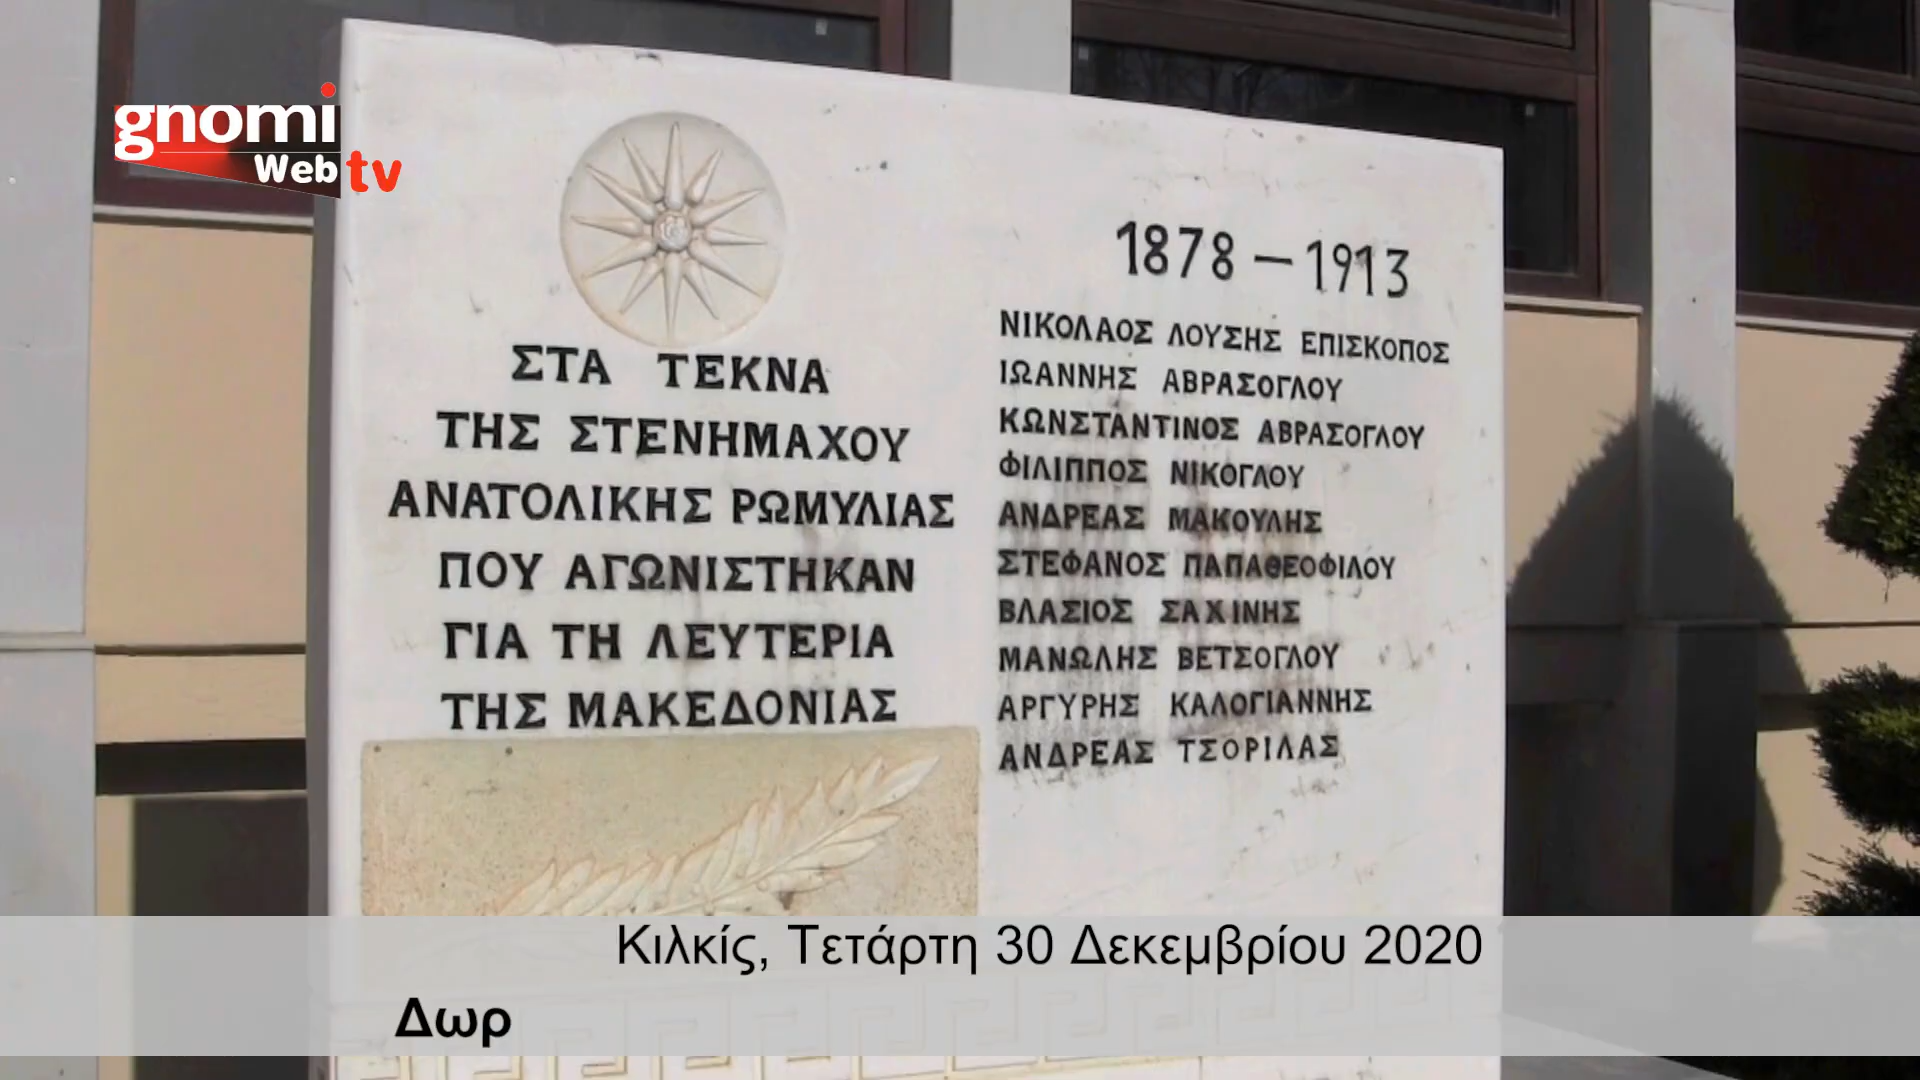 gnomi
Web tv
ΣΤΑ ΤΕΚΝΑ
ΤΗΣ ΣΤΕΝΗΜΑΧΟΥ
ΑΝΑΤΟΛΙΚΗΣ ΡΩΜΥΛΙΑΣ
ΠΟΥ ΑΓΩΝΙΣΤΗΚΑΝ
ΓΙΑ ΤΗ ΛΕΥΤΕΡΙΑ
ΤΗΣ ΜΑΚΕΔΟΝΙΑΣ
1878 – 1913
ΝΙΚΟΛΑΟΣ ΛΟΥΣΗΣ ΕΠΙΣΚΟΠΟΣ
ΙΩΑΝΝΗΣ ΑΒΡΑΣΟΓΛΟΥ
ΚΩΝΣΤΑΝΤΙΝΟΣ ΑΒΡΑΣΟΓΛΟΥ
ΦΙΛΙΠΠΟΣ ΝΙΚΟΓΛΟΥ
ΑΝΔΡΕΑΣ ΜΑΚΟΥΛΗΣ
ΣΤΕΦΑΝΟΣ ΠΑΠΑΘΕΟΦΙΛΟΥ
ΒΛΑΣΙΟΣ ΣΑΧΙΝΗΣ
ΜΑΝΩΛΗΣ ΒΕΤΣΟΓΛΟΥ
ΑΡΓΥΡΗΣ ΚΑΛΟΓΙΑΝΝΗΣ
ΑΝΔΡΕΑΣ ΤΣΟΡΙΛΑΣ
Κιλκίς, Τετάρτη 30 Δεκεμβρίου 2020
Δωρ